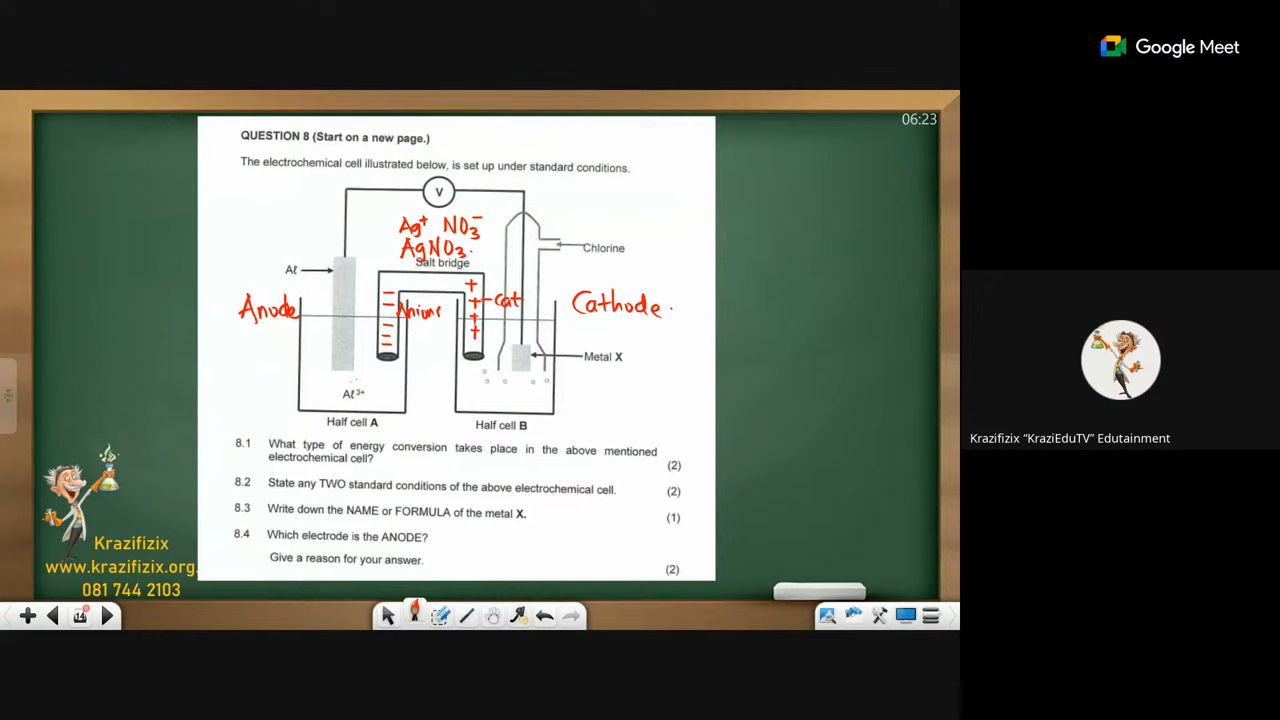 Google Meet
06:23
QUESTION 8 (Start on a new page.)
The electrochemical cell illustrated below, is set up under standard conditions.
V
Ag⁺ NO₃⁻
AgNO₃.
Salt bridge
Chlorine
Aℓ
Anode
Anions
Cat
Cathode.
Metal X
Aℓ³⁺
Half cell A
Half cell B
8.1 What type of energy conversion takes place in the above mentioned
electrochemical cell? (2)
8.2 State any TWO standard conditions of the above electrochemical cell. (2)
8.3 Write down the NAME or FORMULA of the metal X. (1)
8.4 Which electrode is the ANODE?
Give a reason for your answer. (2)
Krazifizix
www.krazifizix.org.
081 744 2103
Krazifizix “KraziEduTV” Edutainment
14